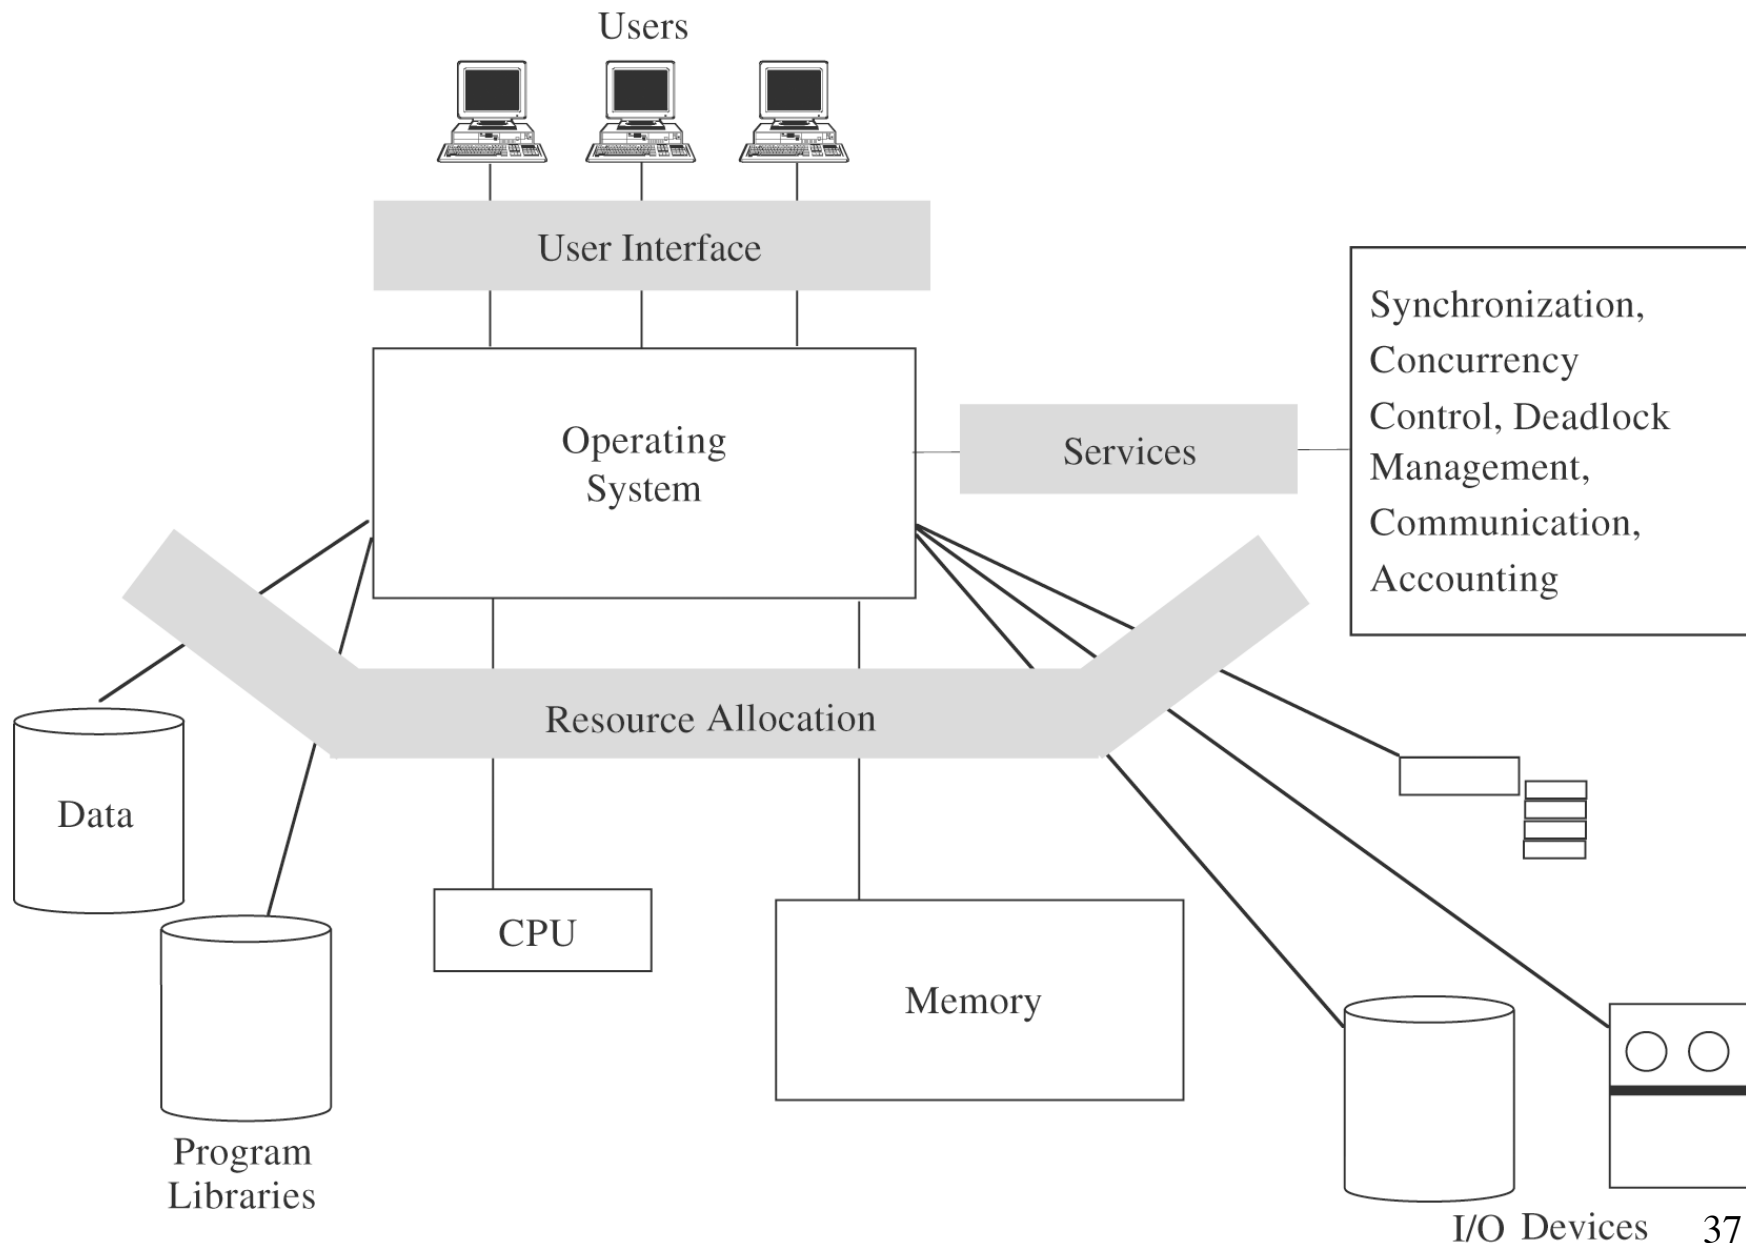 Users
User Interface
Operating
System
Services
Synchronization,
Concurrency
Control, Deadlock
Management,
Communication,
Accounting
Resource Allocation
Data
CPU
Memory
Program
Libraries
I/O Devices
37